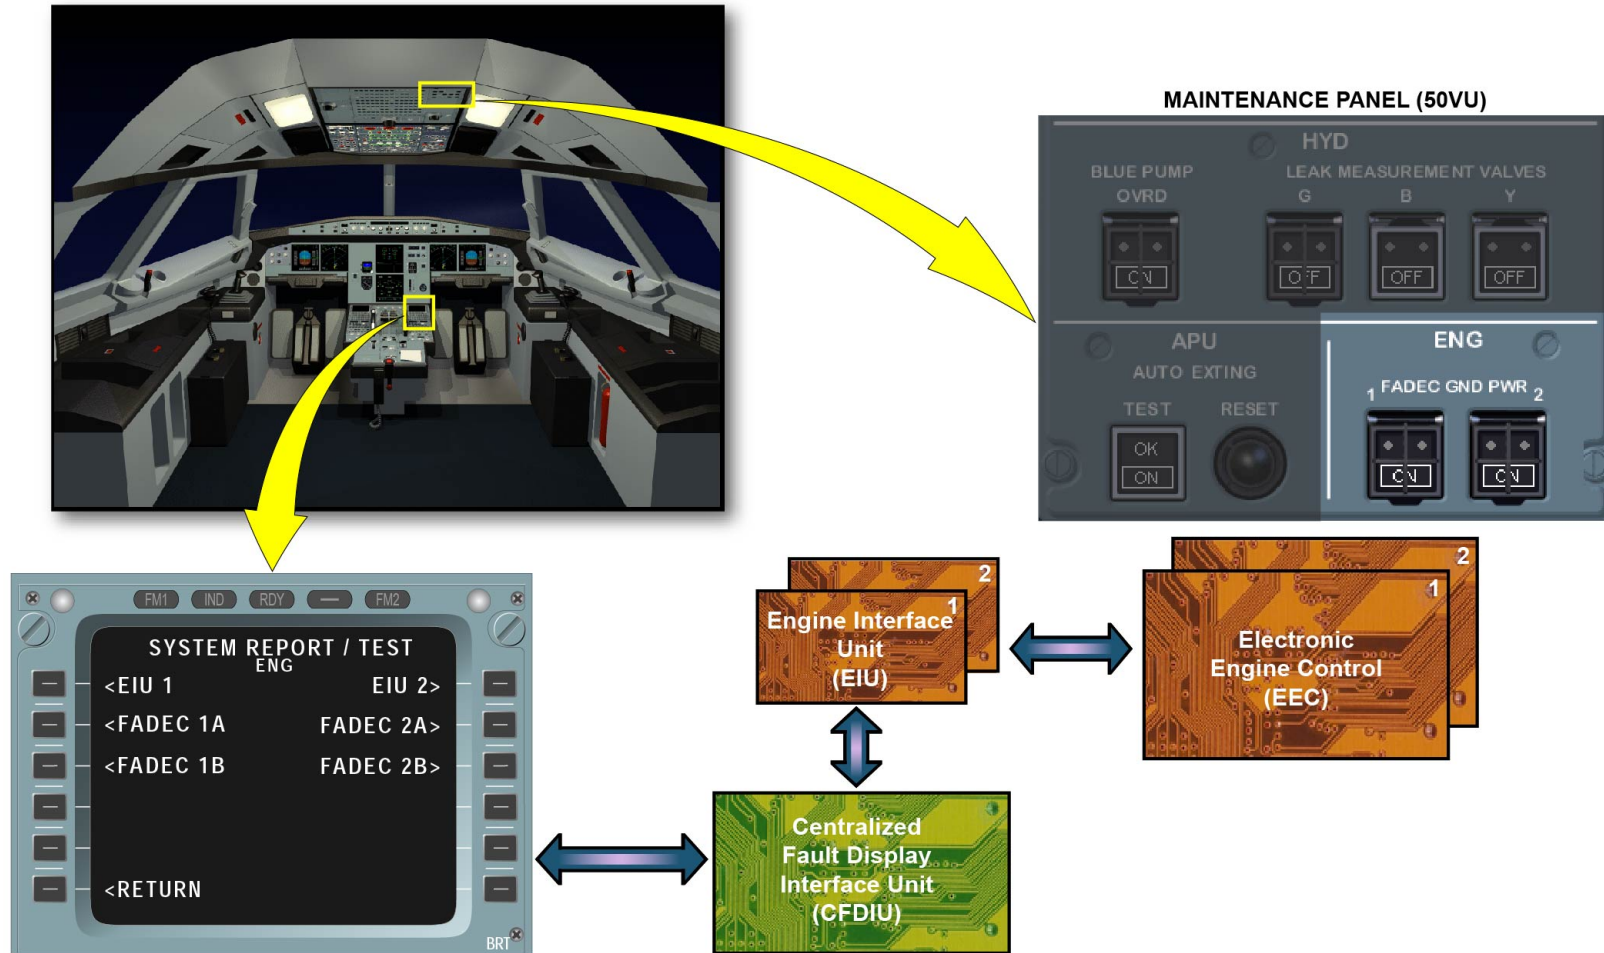 MAINTENANCE PANEL (50VU)
HYD
BLUE PUMP
OVRD
LEAK MEASUREMENT VALVES
G B Y
ON
OFF
OFF
OFF
APU
AUTO EXTING
TEST RESET
OK
ON
ENG
1 FADEC GND PWR 2
ON
ON
FM1 IND RDY FM2
SYSTEM REPORT / TEST
ENG
<EIU 1 EIU 2>
<FADEC 1A FADEC 2A>
<FADEC 1B FADEC 2B>
<RETURN
BRT
2
1
Engine Interface
Unit
(EIU)
2
1
Electronic
Engine Control
(EEC)
Centralized
Fault Display
Interface Unit
(CFDIU)